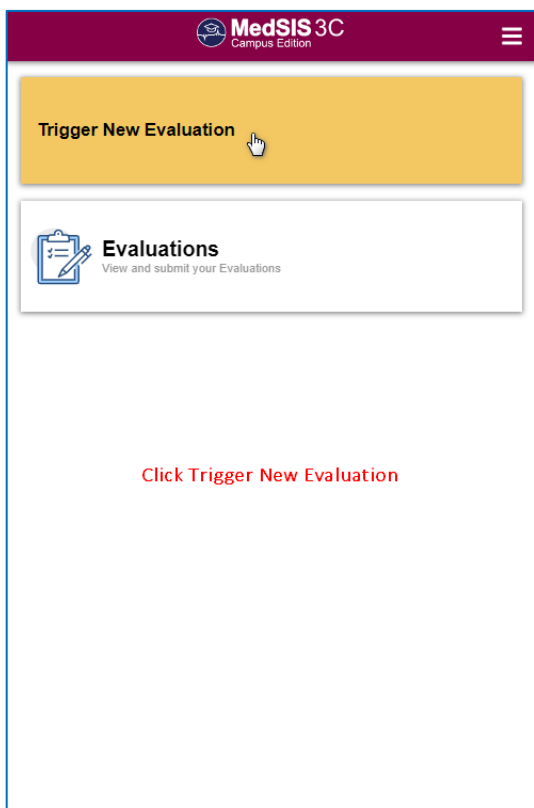 MedSIS 3C
Campus Edition
Trigger New Evaluation
Evaluations
View and submit your Evaluations
Click Trigger New Evaluation